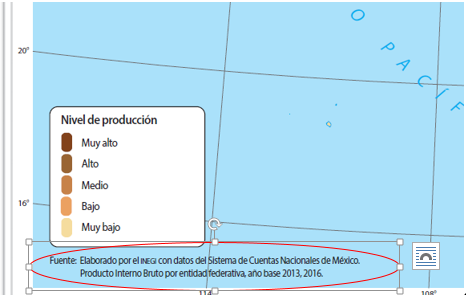 O
P
A
C
Í
F
20°
Nivel de producción
Muy alto
Alto
Medio
Bajo
Muy bajo
16°
Fuente: Elaborado por el INEGI con datos del Sistema de Cuentas Nacionales de México.
Producto Interno Bruto por entidad federativa, año base 2013, 2016.
114
108°